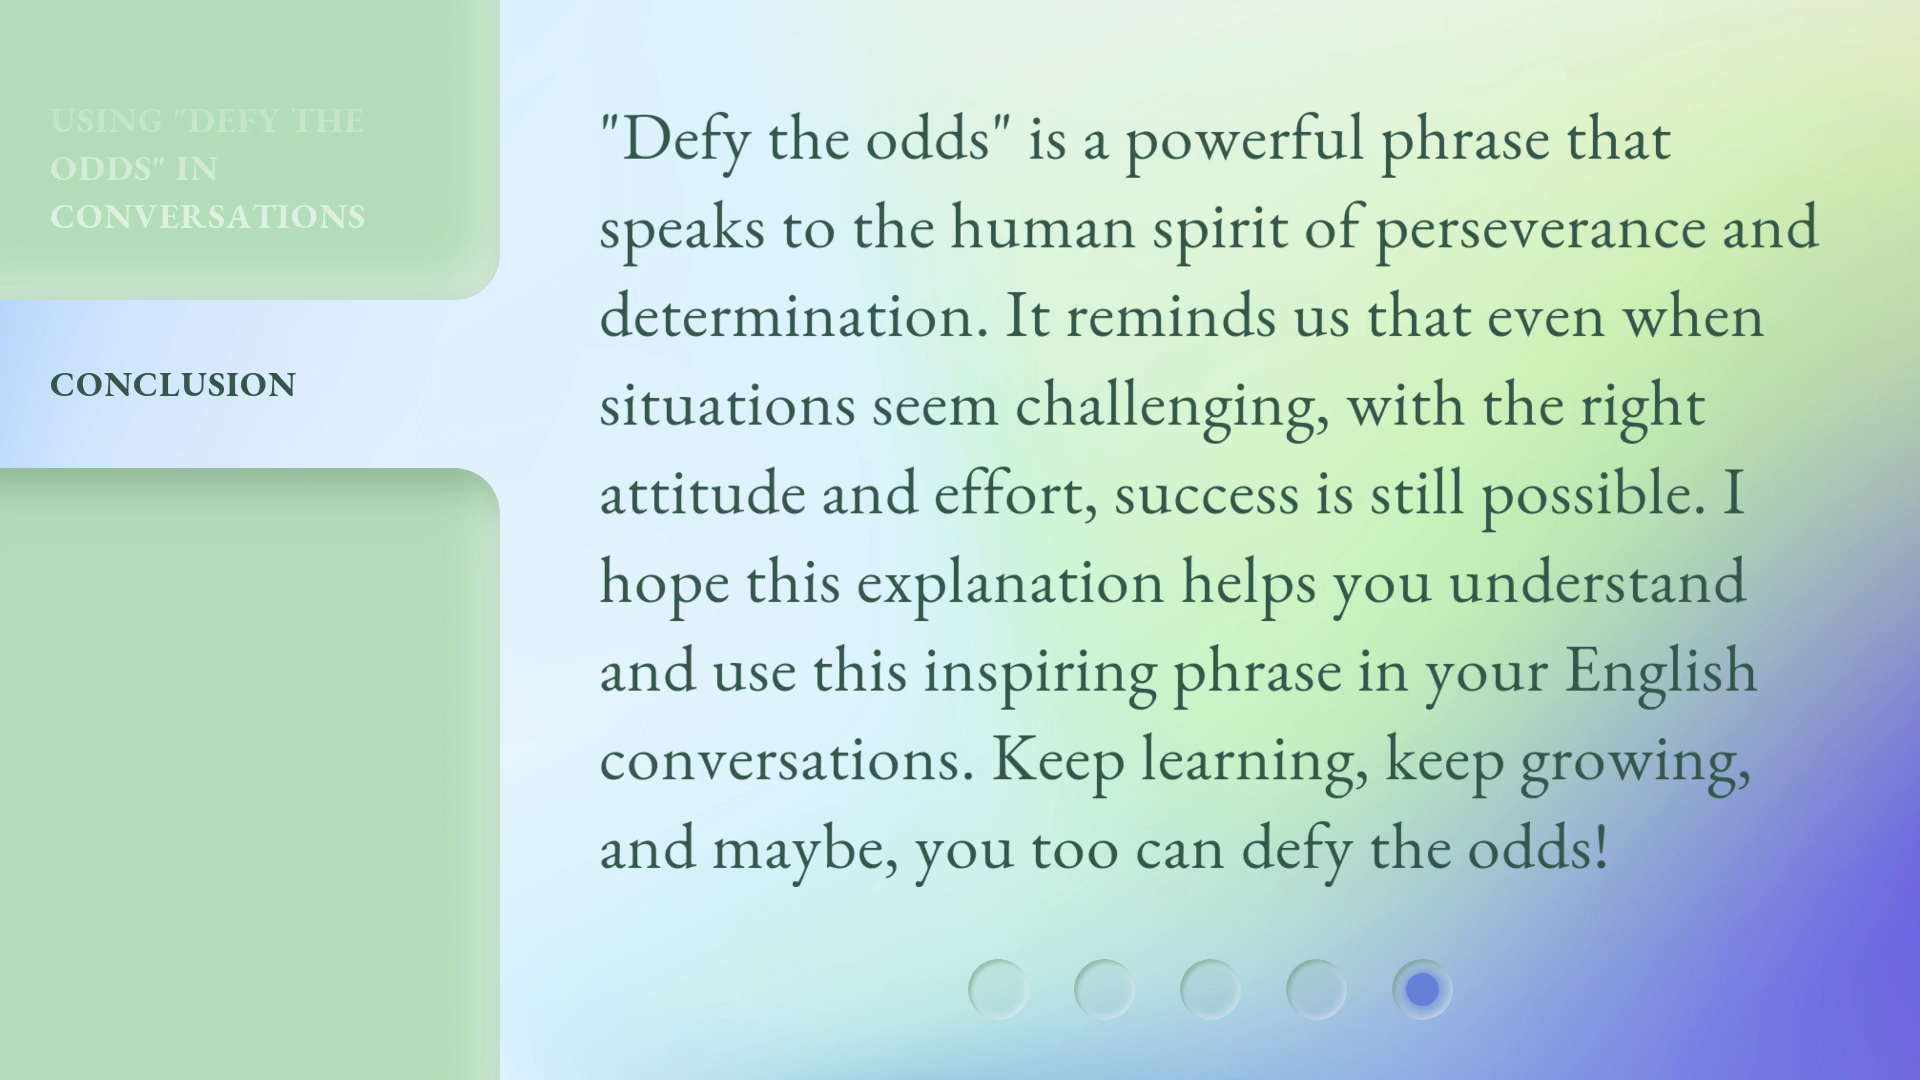 USING "DEFY THE
ODDS" IN
CONVERSATIONS
CONCLUSION
"Defy the odds" is a powerful phrase that
speaks to the human spirit of perseverance and
determination. It reminds us that even when
situations seem challenging, with the right
attitude and effort, success is still possible. I
hope this explanation helps you understand
and use this inspiring phrase in your English
conversations. Keep learning, keep growing,
and maybe, you too can defy the odds!